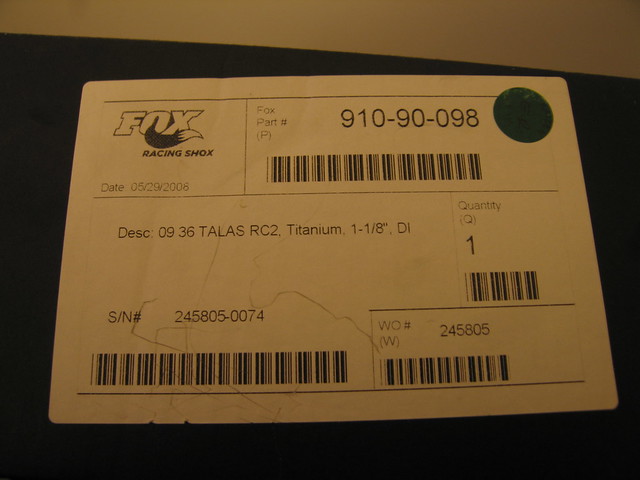 FOX
RACING SHOX
Date 05/29/2008
Fox
Part #
(P)
910-90-098
Desc: 09 36 TALAS RC2, Titanium, 1-1/8", DI
Quantity
(Q)
1
S/N# 245805-0074
WO #
(W)
245805